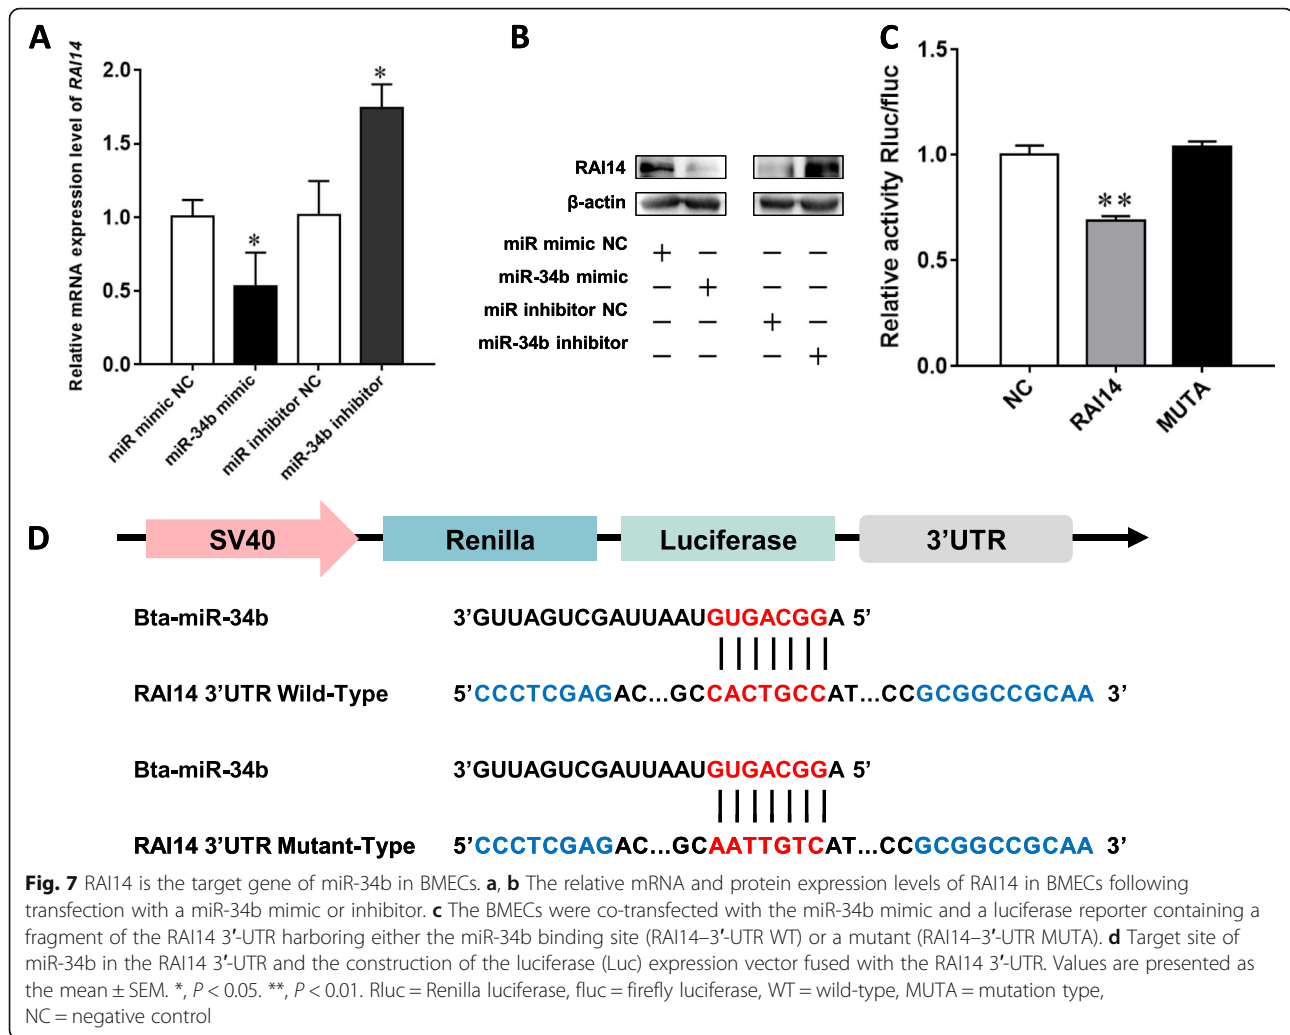 A
Relative mRNA expression level of RAI14
2.0
1.5
1.0
0.5
0.0
*
*
miR mimic NC
miR-34b mimic
miR inhibitor NC
miR-34b inhibitor
B
RAI14
β-actin
miR mimic NC + − − −
miR-34b mimic − + − −
miR inhibitor NC − − + −
miR-34b inhibitor − − − +
C
Relative activity Rluc/fluc
1.5
1.0
0.5
0.0
**
NC
RAI14
MUTA
D
SV40 Renilla Luciferase 3’UTR
Bta-miR-34b 3’GUUAGUCGAUUAAUGUGACGGA 5’
RAI14 3’UTR Wild-Type 5’CCCTCGAGAC...GCCACTGCCAT...CCGCGGCCGCAA 3’
Bta-miR-34b 3’GUUAGUCGAUUAAUGUGACGGA 5’
RAI14 3’UTR Mutant-Type 5’CCCTCGAGAC...GCAATTGTCAT...CCGCGGCCGCAA 3’
Fig. 7 RAI14 is the target gene of miR-34b in BMECs. a, b The relative mRNA and protein expression levels of RAI14 in BMECs following
transfection with a miR-34b mimic or inhibitor. c The BMECs were co-transfected with the miR-34b mimic and a luciferase reporter containing a
fragment of the RAI14 3′-UTR harboring either the miR-34b binding site (RAI14–3′-UTR WT) or a mutant (RAI14–3′-UTR MUTA). d Target site of
miR-34b in the RAI14 3′-UTR and the construction of the luciferase (Luc) expression vector fused with the RAI14 3′-UTR. Values are presented as
the mean ± SEM. *, P < 0.05. **, P < 0.01. Rluc = Renilla luciferase, fluc = firefly luciferase, WT = wild-type, MUTA = mutation type,
NC = negative control